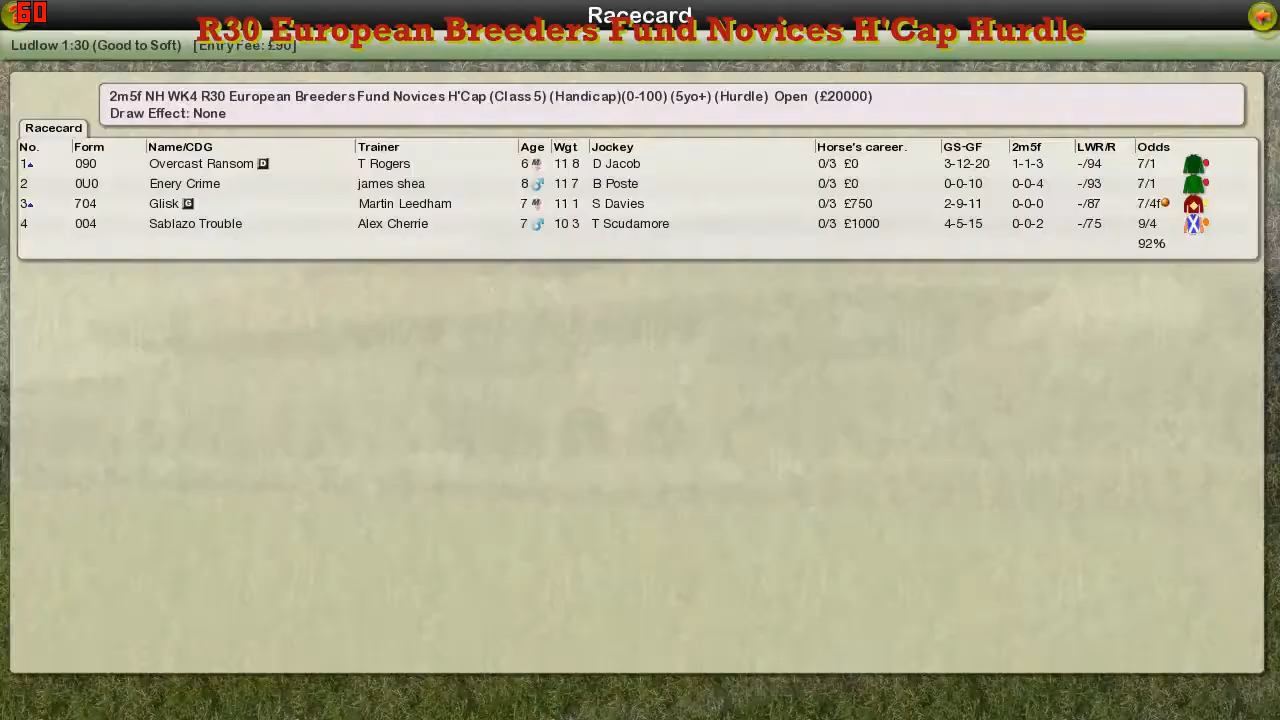 60
Racecard
R30 European Breeders Fund Novices H'Cap Hurdle
Ludlow 1:30 (Good to Soft) [Entry Fee: £90]
2m5f NH WK4 R30 European Breeders Fund Novices H'Cap (Class 5) (Handicap)(0-100) (5yo+) (Hurdle) Open (£20000)
Draw Effect: None
Racecard
No. Form Name/CDG Trainer Age Wgt Jockey Horse's career. GS-GF 2m5f LWR/R Odds
1 090 Overcast Ransom D T Rogers 6 11 8 D Jacob 0/3 £0 3-12-20 1-1-3 -/94 7/1
2 0U0 Enery Crime james shea 8 11 7 B Poste 0/3 £0 0-0-10 0-0-4 -/93 7/1
3 704 Glisk C Martin Leedham 7 11 1 S Davies 0/3 £750 2-9-11 0-0-0 -/87 7/4f
4 004 Sablazo Trouble Alex Cherrie 7 10 3 T Scudamore 0/3 £1000 4-5-15 0-0-2 -/75 9/4
92%